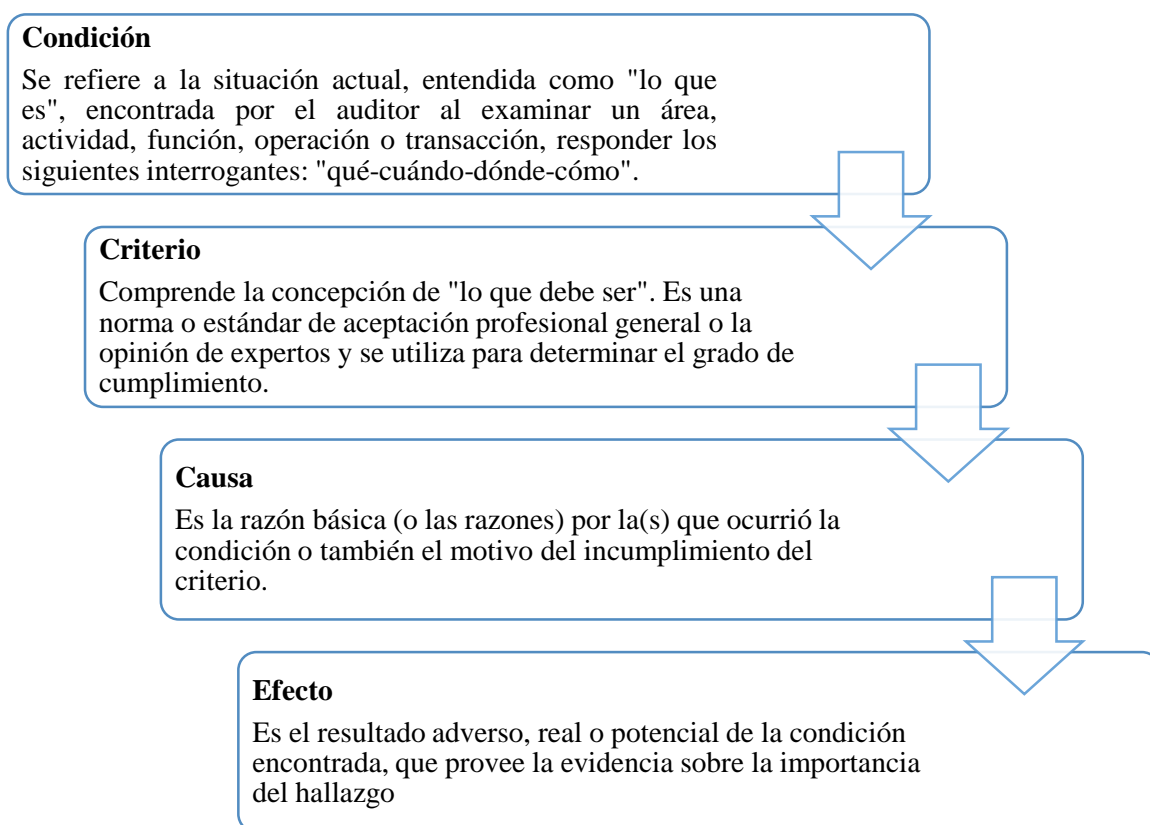 Condición
Se refiere a la situación actual, entendida como "lo que
es", encontrada por el auditor al examinar un área,
actividad, función, operación o transacción, responder los
siguientes interrogantes: "qué-cuándo-dónde-cómo".
Criterio
Comprende la concepción de "lo que debe ser". Es una
norma o estándar de aceptación profesional general o la
opinión de expertos y se utiliza para determinar el grado de
cumplimiento.
Causa
Es la razón básica (o las razones) por la(s) que ocurrió la
condición o también el motivo del incumplimiento del
criterio.
Efecto
Es el resultado adverso, real o potencial de la condición
encontrada, que provee la evidencia sobre la importancia
del hallazgo